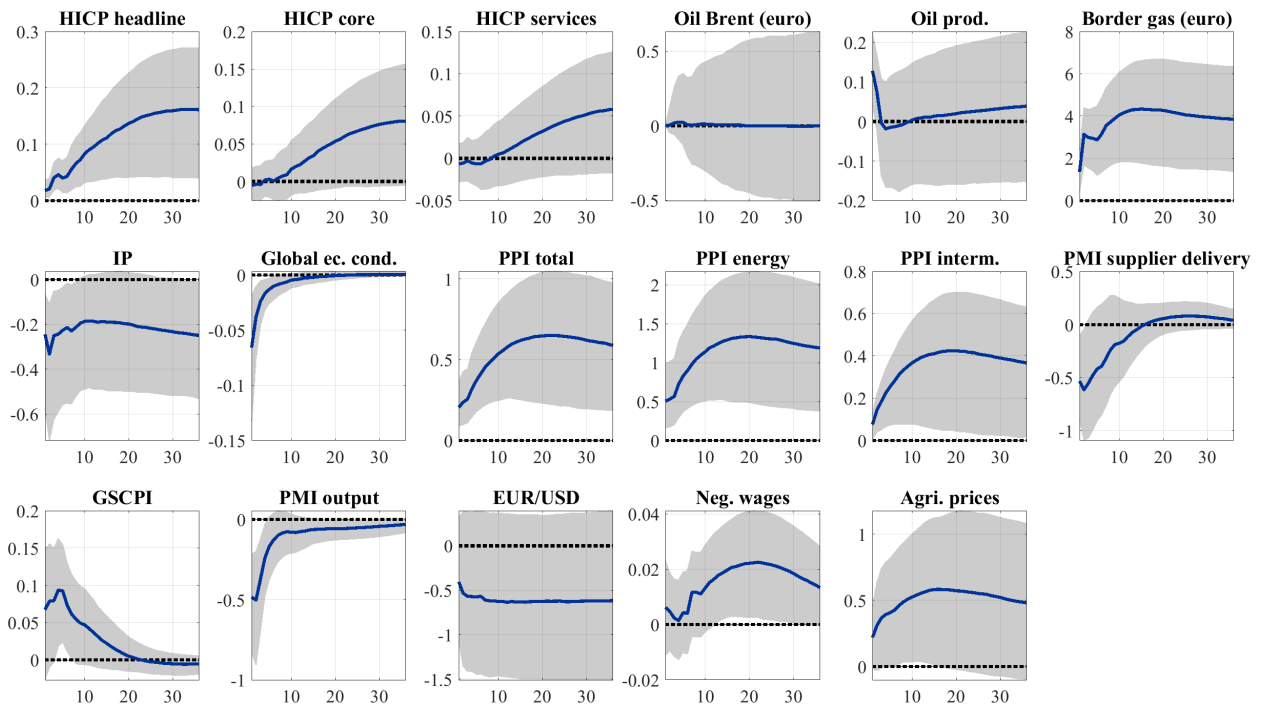 HICP headline
0.3
0.2
0.1
0
10 20 30
HICP core
0.2
0.15
0.1
0.05
0
10 20 30
HICP services
0.15
0.1
0.05
0
-0.05
10 20 30
Oil Brent (euro)
0.5
0
-0.5
10 20 30
Oil prod.
0.2
0.1
0
-0.1
-0.2
10 20 30
Border gas (euro)
8
6
4
2
0
10 20 30
IP
0
-0.2
-0.4
-0.6
10 20 30
Global ec. cond.
0
-0.05
-0.1
-0.15
10 20 30
PPI total
1
0.5
0
10 20 30
PPI energy
2
1.5
1
0.5
0
10 20 30
PPI interm.
0.8
0.6
0.4
0.2
0
10 20 30
PMI supplier delivery
0.5
0
-0.5
-1
10 20 30
GSCPI
0.2
0.15
0.1
0.05
0
10 20 30
PMI output
0
-0.5
-1
10 20 30
EUR/USD
0
-0.5
-1
-1.5
10 20 30
Neg. wages
0.04
0.02
0
-0.02
10 20 30
Agri. prices
1
0.5
0
10 20 30